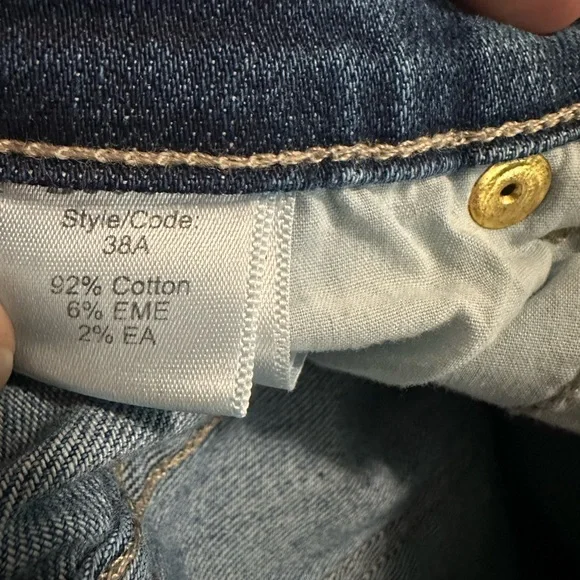 Style/Code:
38A
92% Cotton
6% EME
2% EA